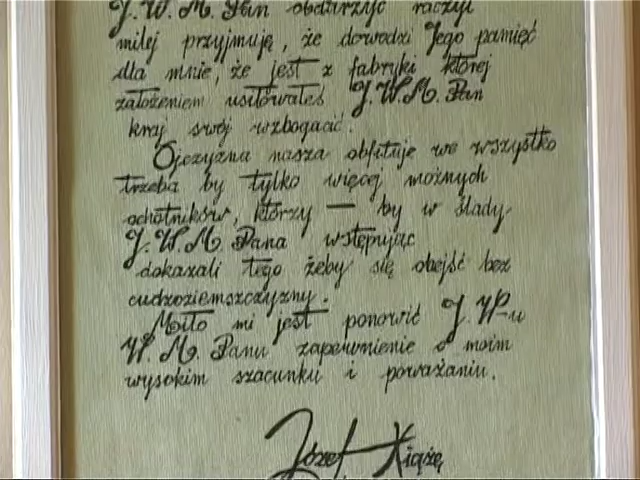 J. W. M. Pan obdarzyć raczył
milej przyjmuję, że dowodzi Jego pamięć
dla mnie, że jest z fabryki której
założeniem usiłowałeś J. W. M. Pan
kraj swój wzbogacić.
Ojczyzna nasza obfituje we wszystko
trzeba by tylko więcej możnych
ochotników, którzy — by w ślady
J. W. M. Pana wstępując
dokazali tego żeby się obejść bez
cudzoziemszczyzny.
Miło mi jest ponowić J. W-u
W. M. Panu zapewnienie o moim
wysokim szacunku i poważaniu.
Józef Książę